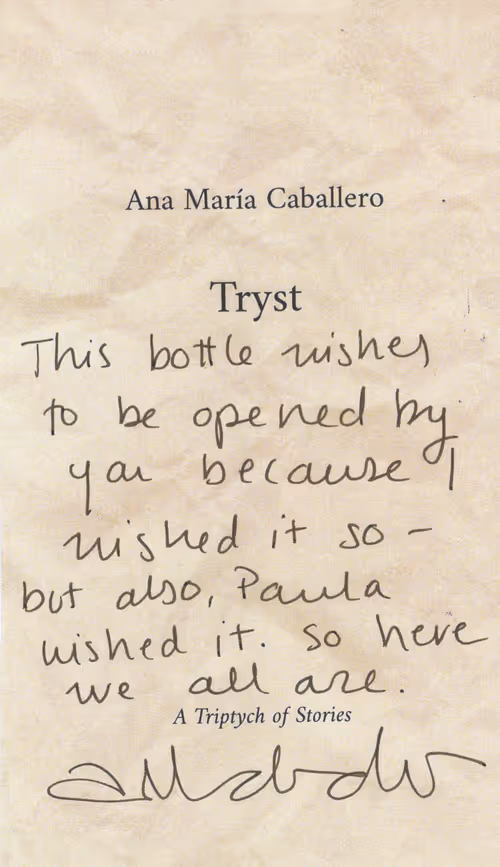 Ana María Caballero
Tryst
This bottle wishes
to be opened by
you because I
wished it so –
but also, Paula
wished it. So here
we all are.
A Triptych of Stories